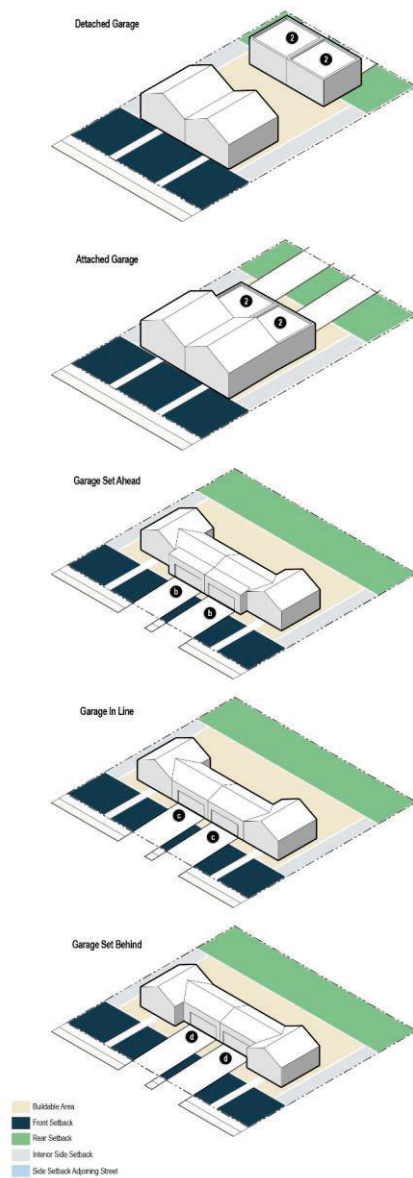 Detached Garage
2
2
Attached Garage
2
2
Garage Set Ahead
b
b
Garage In Line
c
c
Garage Set Behind
d
d
Buildable Area
Front Setback
Rear Setback
Interior Side Setback
Side Setback Adjoining Street